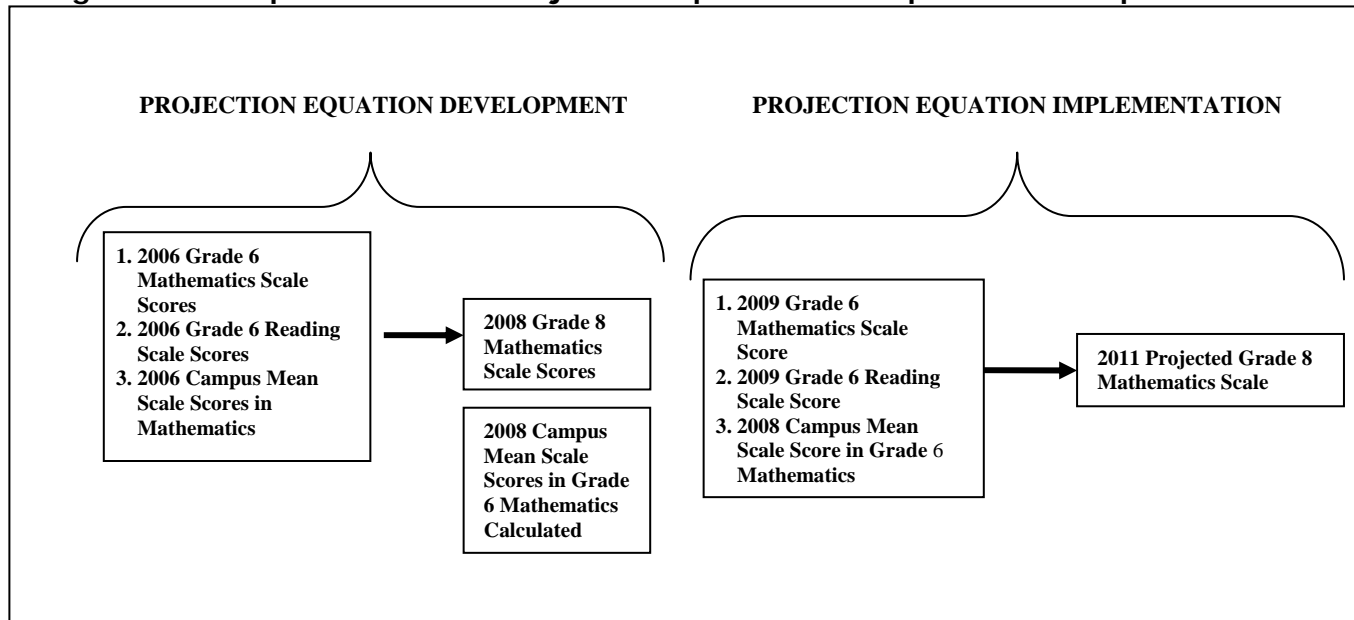 PROJECTION EQUATION DEVELOPMENT
1. 2006 Grade 6
Mathematics Scale
Scores
2. 2006 Grade 6 Reading
Scale Scores
3. 2006 Campus Mean
Scale Scores in
Mathematics
2008 Grade 8
Mathematics
Scale Scores
2008 Campus
Mean Scale
Scores in Grade
6 Mathematics
Calculated
PROJECTION EQUATION IMPLEMENTATION
1. 2009 Grade 6
Mathematics Scale
Score
2. 2009 Grade 6 Reading
Scale Score
3. 2008 Campus Mean
Scale Score in Grade 6
Mathematics
2011 Projected Grade 8
Mathematics Scale